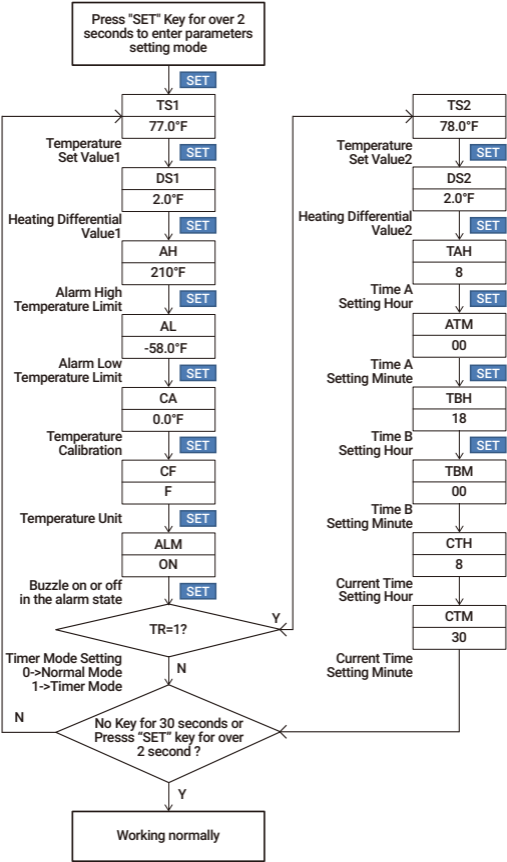 Press "SET" Key for over 2
seconds to enter parameters
setting mode
SET
TS1
77.0°F
Temperature
Set Value1
SET
DS1
2.0°F
Heating Differential
Value1
SET
AH
210°F
Alarm High
Temperature Limit
SET
AL
-58.0°F
Alarm Low
Temperature Limit
SET
CA
0.0°F
Temperature
Calibration
SET
CF
F
Temperature Unit
SET
ALM
ON
Buzzle on or off
in the alarm state
SET
TR=1?
Y
Timer Mode Setting
0->Normal Mode
1->Timer Mode
N
TS2
78.0°F
Temperature
Set Value2
SET
DS2
2.0°F
Heating Differential
Value2
SET
TAH
8
Time A
Setting Hour
SET
ATM
00
Time A
Setting Minute
SET
TBH
18
Time B
Setting Hour
SET
TBM
00
Time B
Setting Minute
CTH
8
Current Time
Setting Hour
CTM
30
Current Time
Setting Minute
N
No Key for 30 seconds or
Presss “SET” key for over
2 second ?
Y
Working normally